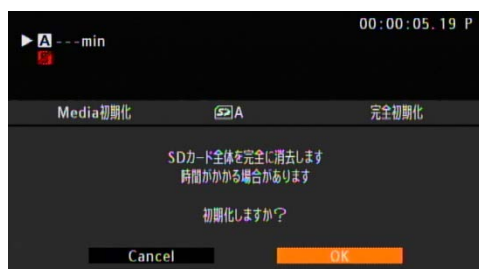 00:00:05.19 P
A ---min
Media初期化 A 完全初期化
SDカード全体を完全に消去します
時間がかかる場合があります
初期化しますか?
Cancel OK